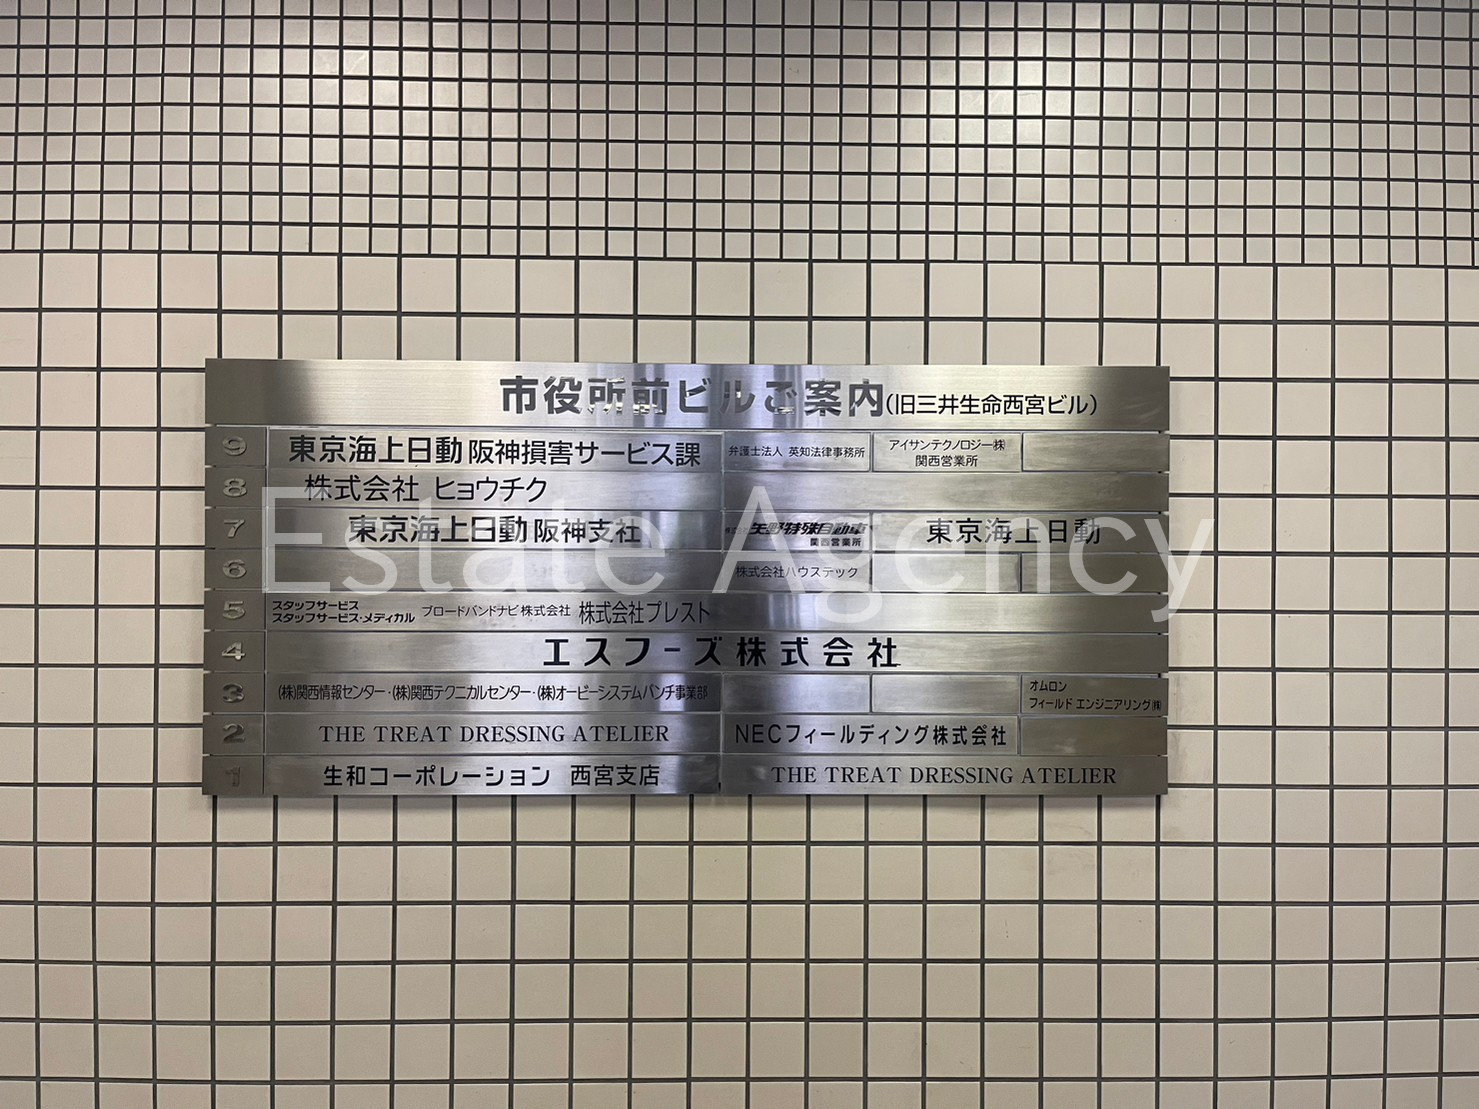 市役所前ビルご案内(旧三井生命西宮ビル)
9 東京海上日動 阪神損害サービス課 弁護士法人 英知法律事務所 アイサンテクノロジー㈱
関西営業所
8 株式会社 ヒョウチク
7 東京海上日動 阪神支社 株式会社 矢野特殊自動車 東京海上日動
関西営業所
6 株式会社ハウステック
5 スタッフサービス ブロードバンドナビ株式会社 株式会社プレスト
スタッフサービス・メディカル
4 エスフーズ株式会社
3 (株)関西情報センター・(株)関西テクニカルセンター・(株)オービーシステムパンチ事業部 オムロン
フィールド エンジニアリング㈱
2 THE TREAT DRESSING ATELIER NECフィールディング株式会社
1 生和コーポレーション 西宮支店 THE TREAT DRESSING ATELIER
Estate Agency